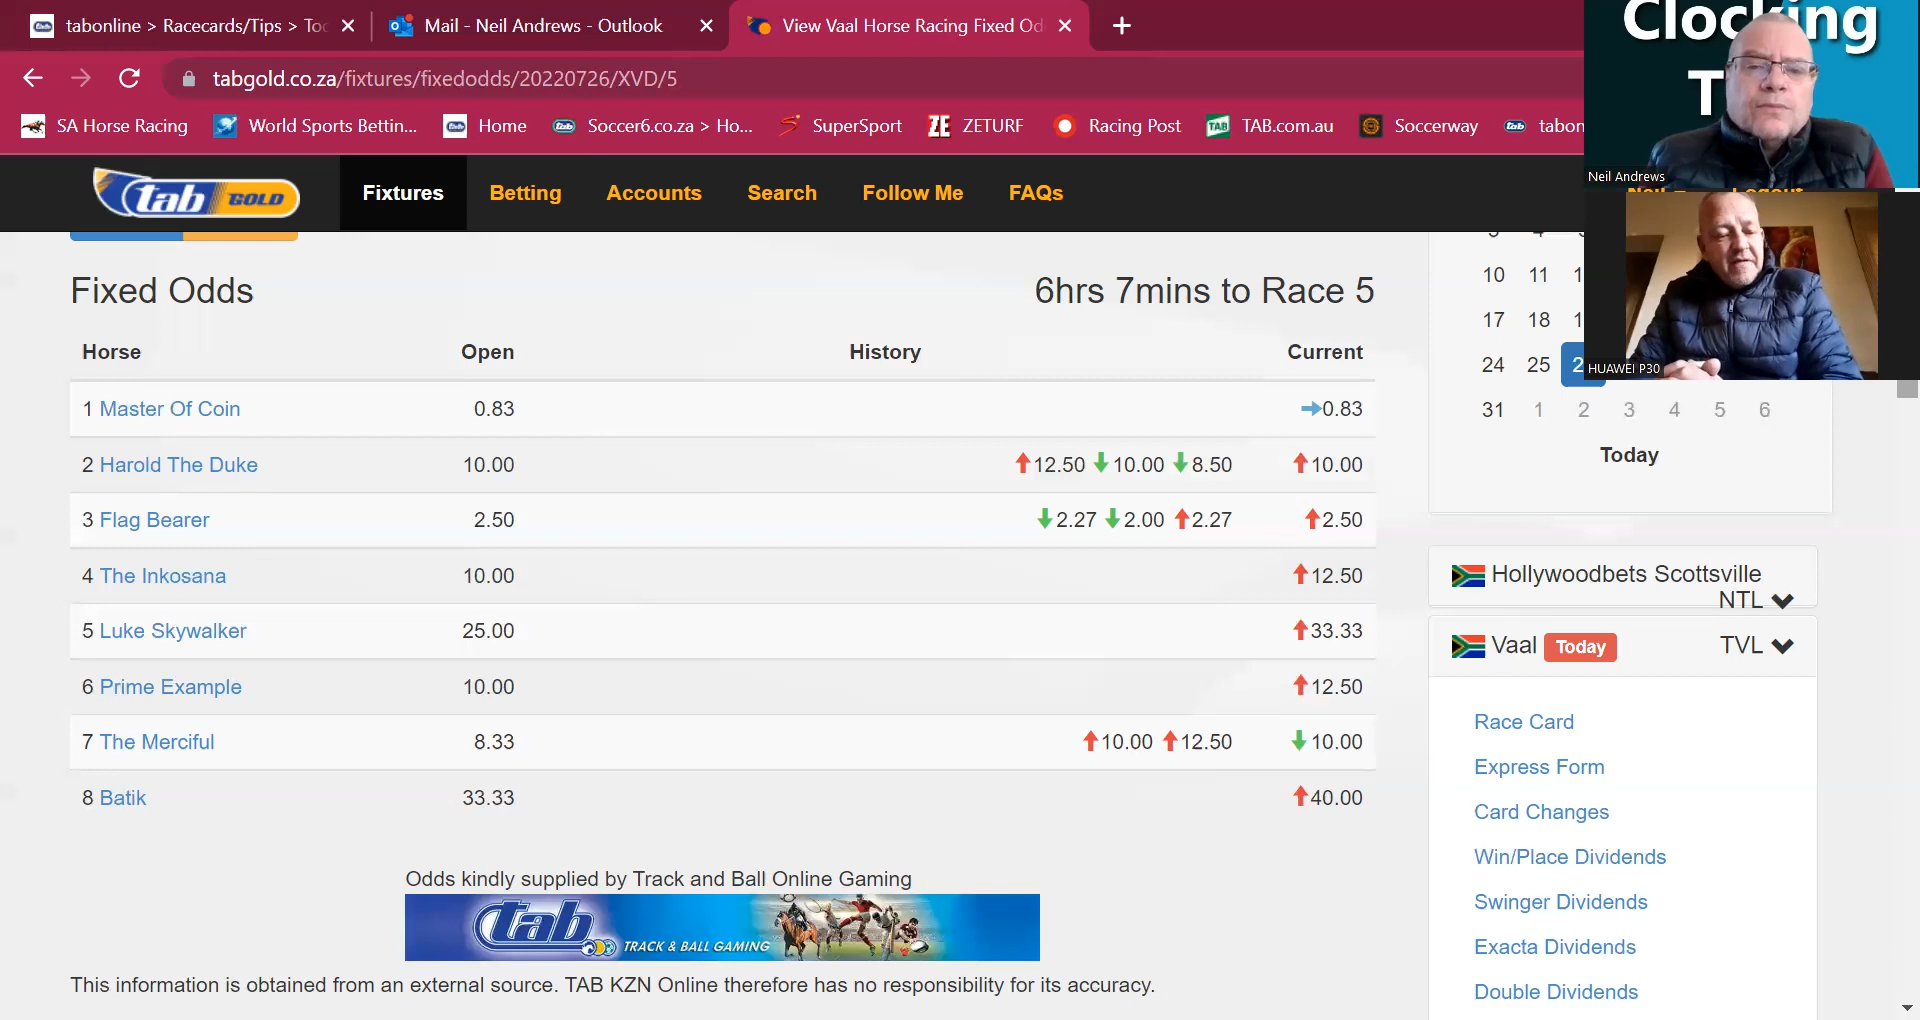 tabonline > Racecards/Tips > To
Mail - Neil Andrews - Outlook
View Vaal Horse Racing Fixed Od
tabgold.co.za/fixtures/fixedodds/20220726/XVD/5
SA Horse Racing
World Sports Bettin...
Home
Soccer6.co.za > Ho...
SuperSport
ZE ZETURF
Racing Post
TAB TAB.com.au
Soccerway
tab tabon
tab GOLD
Fixtures
Betting
Accounts
Search
Follow Me
FAQs
Clocking
Neil Andrews
HUAWEI P30
Fixed Odds 6hrs 7mins to Race 5
Horse Open History Current
1 Master Of Coin 0.83 0.83
2 Harold The Duke 10.00 12.50 10.00 8.50 10.00
3 Flag Bearer 2.50 2.27 2.00 2.27 2.50
4 The Inkosana 10.00 12.50
5 Luke Skywalker 25.00 33.33
6 Prime Example 10.00 12.50
7 The Merciful 8.33 10.00 12.50 10.00
8 Batik 33.33 40.00
Odds kindly supplied by Track and Ball Online Gaming
tab TRACK & BALL GAMING
This information is obtained from an external source. TAB KZN Online therefore has no responsibility for its accuracy.
10 11 1
17 18 1
24 25 2
31 1 2 3 4 5 6
Today
Hollywoodbets Scottsville
NTL
Vaal Today TVL
Race Card
Express Form
Card Changes
Win/Place Dividends
Swinger Dividends
Exacta Dividends
Double Dividends